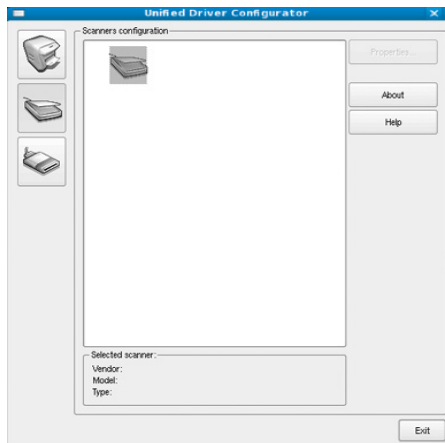 Unified Driver Configurator
Scanners configuration
Properties...
About
Help
Selected scanner:
Vendor:
Model:
Type:
Exit